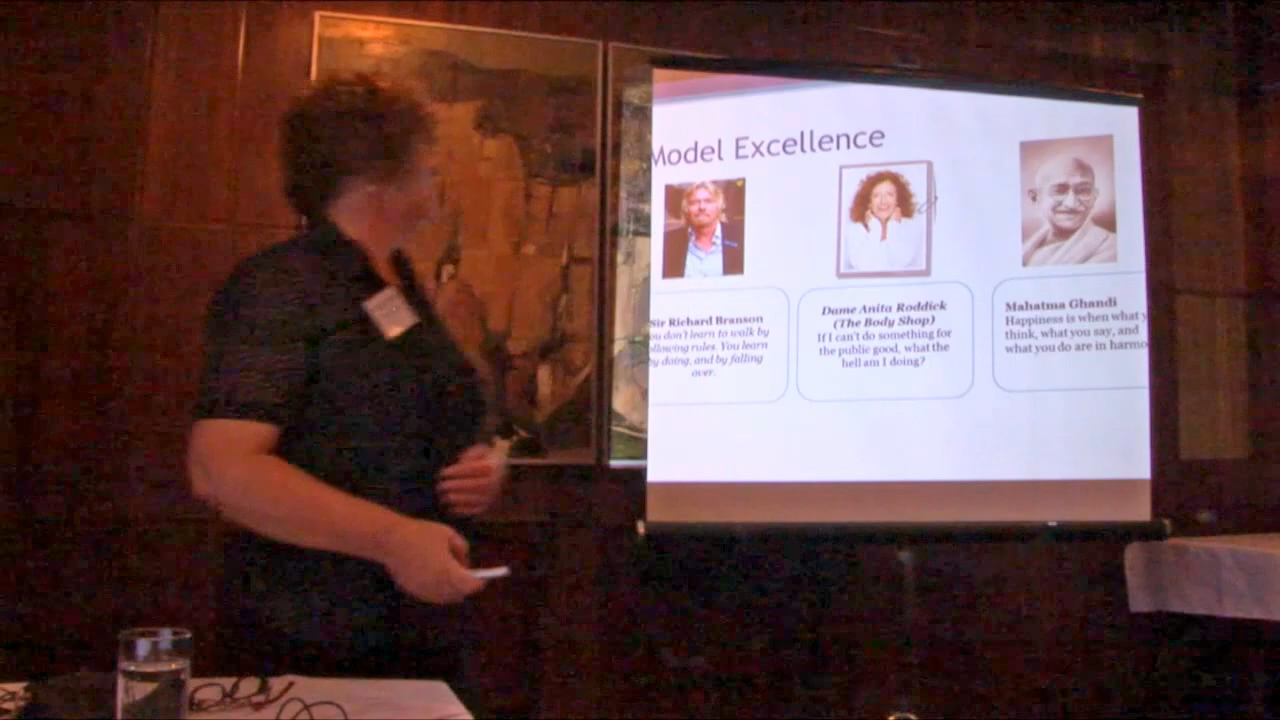 Model Excellence
Sir Richard Branson
ou don't learn to walk by
ollowing rules. You learn
by doing, and by falling
over.
Dame Anita Roddick
(The Body Shop)
If I can't do something for
the public good, what the
hell am I doing?
Mahatma Ghandi
Happiness is when what y
think, what you say, and
what you do are in harmo